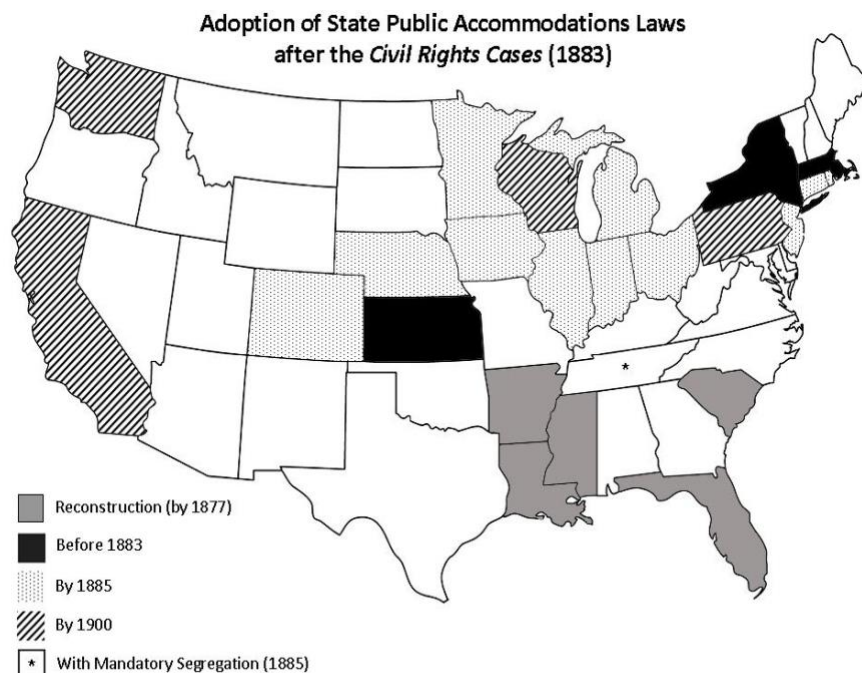 Adoption of State Public Accommodations Laws
after the Civil Rights Cases (1883)
*
Reconstruction (by 1877)
Before 1883
By 1885
By 1900
* With Mandatory Segregation (1885)